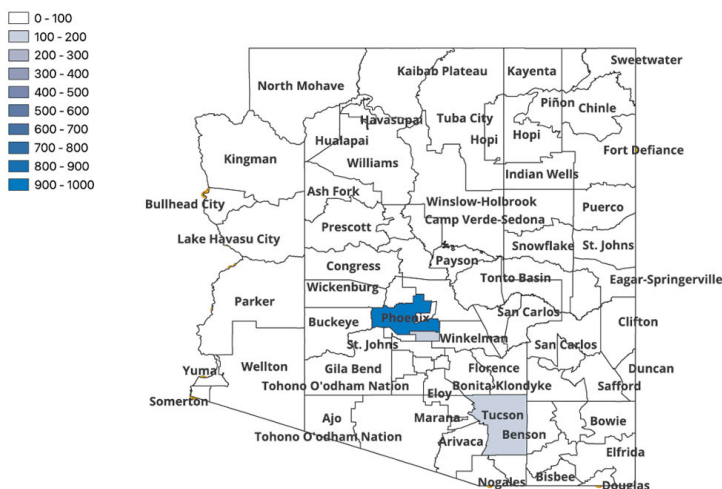 0 - 100
100 - 200
200 - 300
300 - 400
400 - 500
500 - 600
600 - 700
700 - 800
800 - 900
900 - 1000
Sweetwater
Kaibab Plateau
Kayenta
North Mohave
Piñon
Chinle
Havasupai
Tuba City
Hopi
Hopi
Hualapai
Fort Defiance
Kingman
Williams
Indian Wells
Ash Fork
Bullhead City
Winslow-Holbrook
Puerco
Camp Verde-Sedona
Prescott
Lake Havasu City
Snowflake
St. Johns
Payson
Congress
Tonto Basin
Eagar-Springerville
Wickenburg
Parker
San Carlos
Phoenix
Buckeye
Clifton
Winkelman
St. Johns
San Carlos
Wellton
Gila Bend
Florence
Duncan
Yuma
Tohono O'odham Nation
Bonita-Klondyke
Safford
Eloy
Somerton
Ajo
Marana
Tucson
Bowie
Tohono O'odham Nation
Arivaca
Benson
Elfrida
Nogales
Bisbee
Douglas